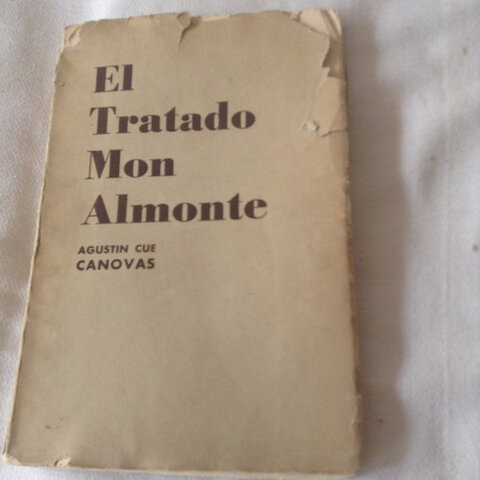 El
Tratado
Mon
Almonte
AGUSTIN CUE
CANOVAS